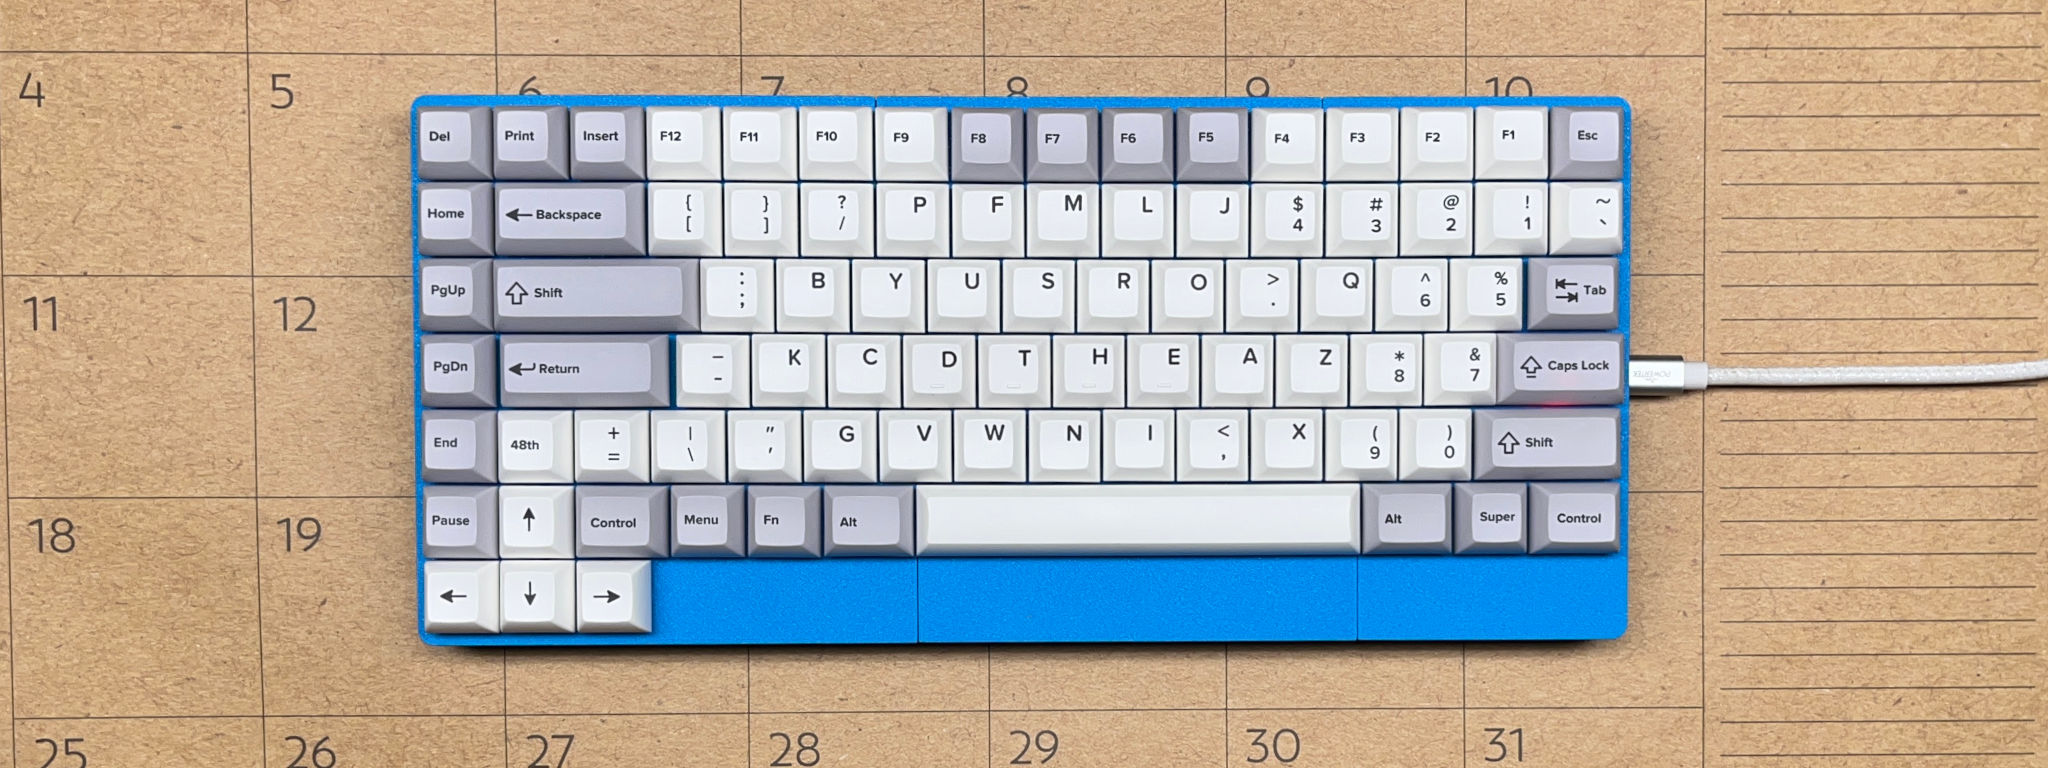 4 5 6 7 8 9 10
Del Print Insert F12 F11 F10 F9 F8 F7 F6 F5 F4 F3 F2 F1 Esc
Home ← Backspace { [ } ] ? / P F M L J $ 4 # 3 @ 2 ! 1 ~ `
PgUp ⇧ Shift : ; B Y U S R O > . Q ^ 6 % 5 ⇤ ⇥ Tab
11 12
PgDn ↵ Return – - K C D T H E A Z * 8 & 7 ⇪ Caps Lock
POWERTEK
End 48th + = | \ " ' G V W N I < , X ( 9 ) 0 ⇧ Shift
18 19
Pause ↑ Control Menu Fn Alt Alt Super Control
← ↓ →
25 26 27 28 29 30 31